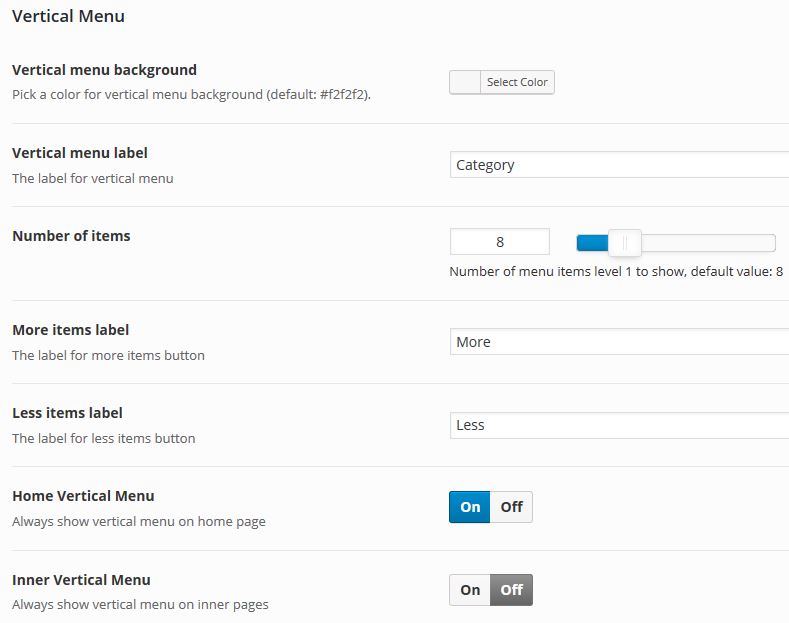 Vertical Menu
Vertical menu background
Pick a color for vertical menu background (default: #f2f2f2).
Select Color
Vertical menu label
The label for vertical menu
Category
Number of items
8
Number of menu items level 1 to show, default value: 8
More items label
The label for more items button
More
Less items label
The label for less items button
Less
Home Vertical Menu
Always show vertical menu on home page
On Off
Inner Vertical Menu
Always show vertical menu on inner pages
On Off